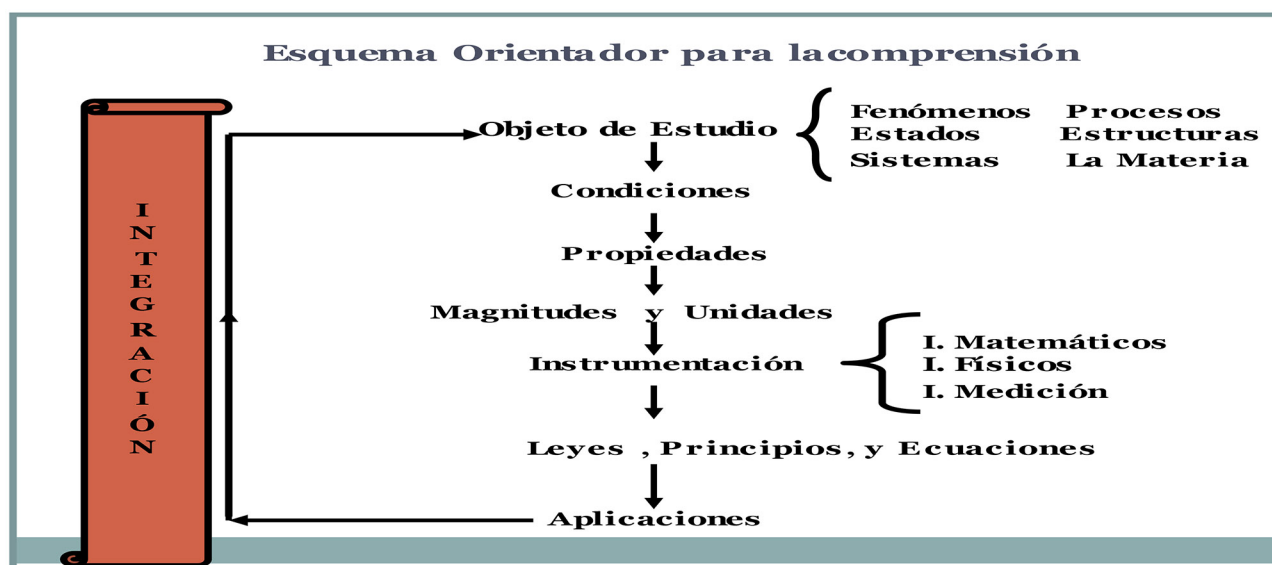 Esquema Orientador para lacomprensión
INTEGRACIÓN
Objeto de Estudio
Fenómenos Procesos
Estados Estructuras
Sistemas La Materia
Condiciones
Propiedades
Magnitudes y Unidades
Instrumentación
I. Matemáticos
I. Físicos
I. Medición
Leyes , Principios, y Ecuaciones
Aplicaciones